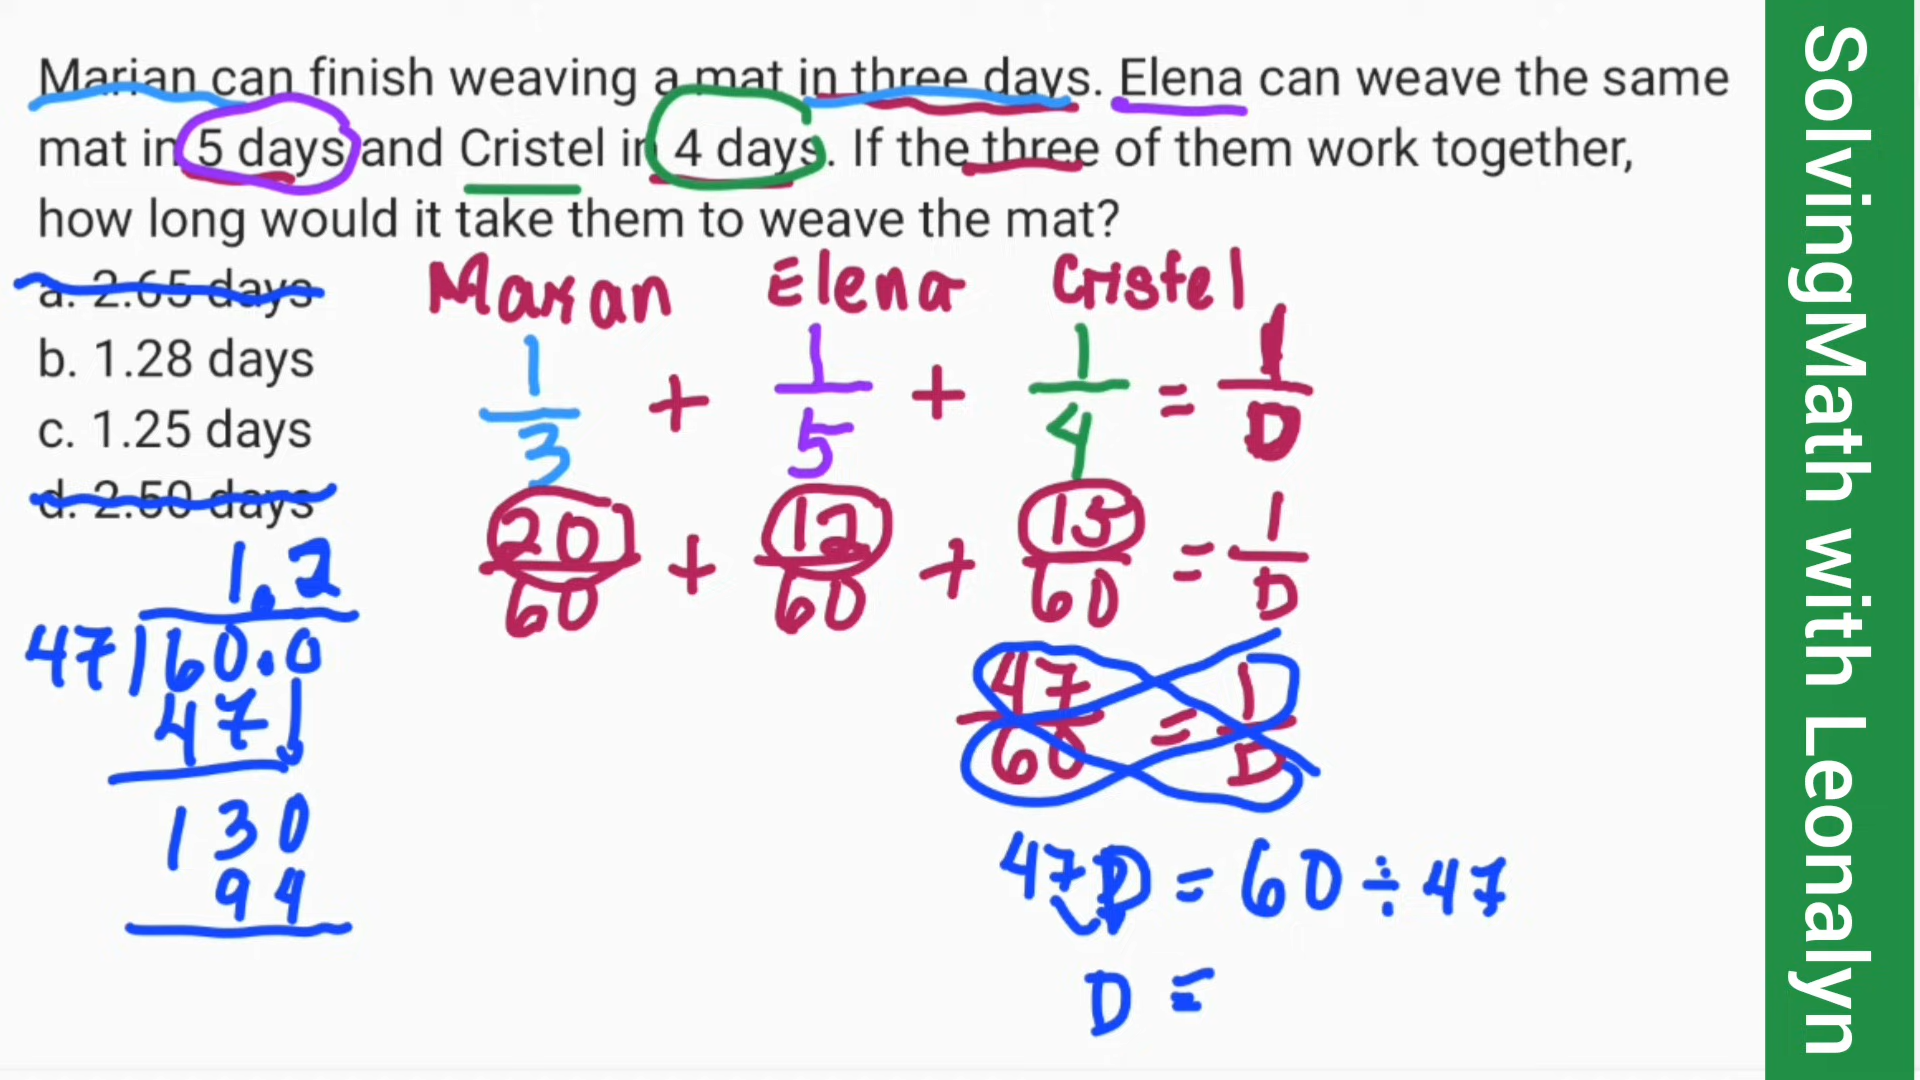 Marian can finish weaving a mat in three days. Elena can weave the same
mat in 5 days and Cristel in 4 days. If the three of them work together,
how long would it take them to weave the mat?
a. 2.65 days
b. 1.28 days
c. 1.25 days
d. 2.50 days
Marian Elena Cristel
1/3 + 1/5 + 1/4 = 1/D
20/60 + 12/60 + 15/60 = 1/D
47/60 = 1/D
47D = 60 ÷ 47
D =
1.2
47)60.0
47
130
94
SolvingMath with Leonalyn